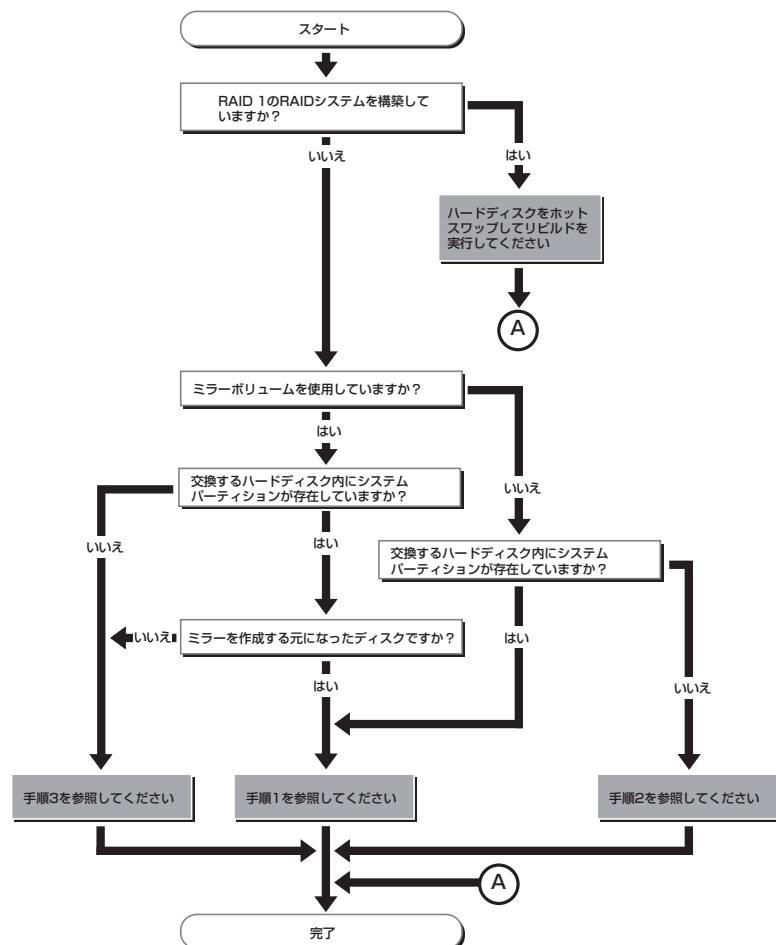 スタート
RAID 1のRAIDシステムを構築して
いますか？
いいえ
はい
ハードディスクをホット
スワップしてリビルドを
実行してください
A
ミラーボリュームを使用していますか？
はい
いいえ
交換するハードディスク内にシステム
パーティションが存在していますか？
いいえ
はい
交換するハードディスク内にシステム
パーティションが存在していますか？
いいえ
ミラーを作成する元になったディスクですか？
はい
はい
いいえ
手順3を参照してください
手順1を参照してください
手順2を参照してください
A
完了